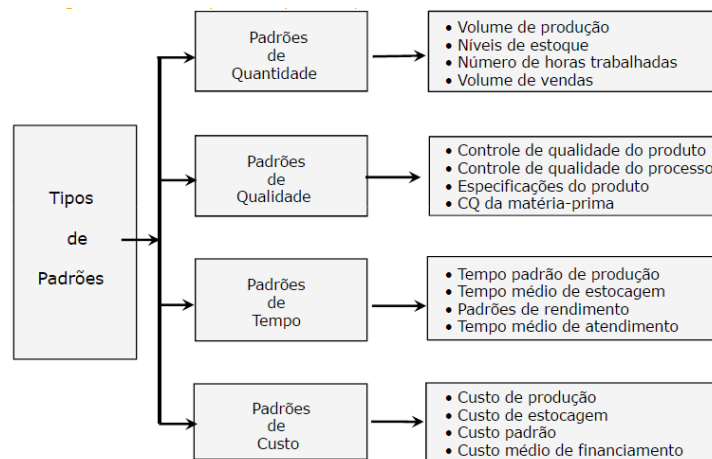 Tipos
de
Padrões
Padrões
de
Quantidade
• Volume de produção
• Níveis de estoque
• Número de horas trabalhadas
• Volume de vendas
Padrões
de
Qualidade
• Controle de qualidade do produto
• Controle de qualidade do processo
• Especificações do produto
• CQ da matéria-prima
Padrões
de
Tempo
• Tempo padrão de produção
• Tempo médio de estocagem
• Padrões de rendimento
• Tempo médio de atendimento
Padrões
de
Custo
• Custo de produção
• Custo de estocagem
• Custo padrão
• Custo médio de financiamento